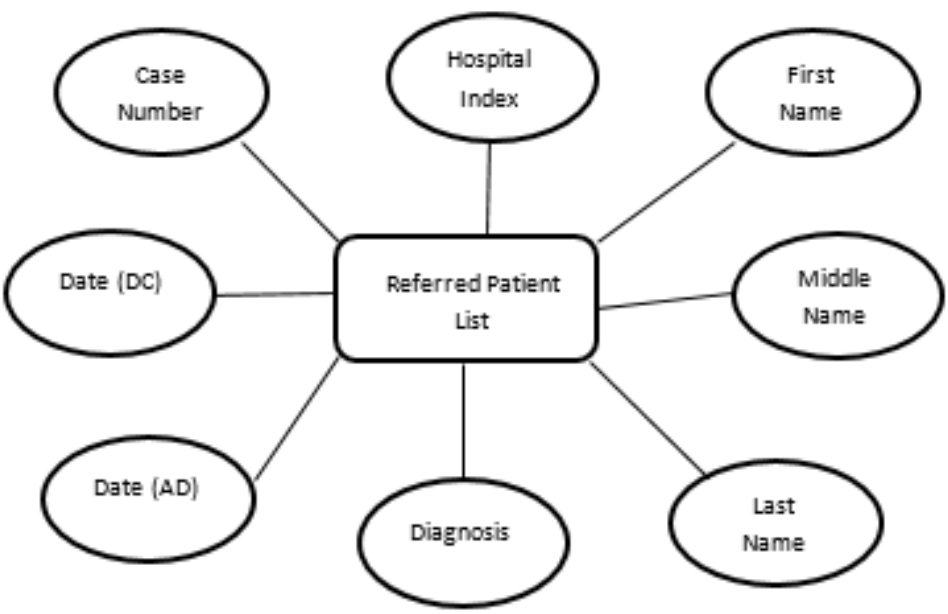 Case
Number
Hospital
Index
First
Name
Date (DC)
Referred Patient
List
Middle
Name
Date (AD)
Diagnosis
Last
Name